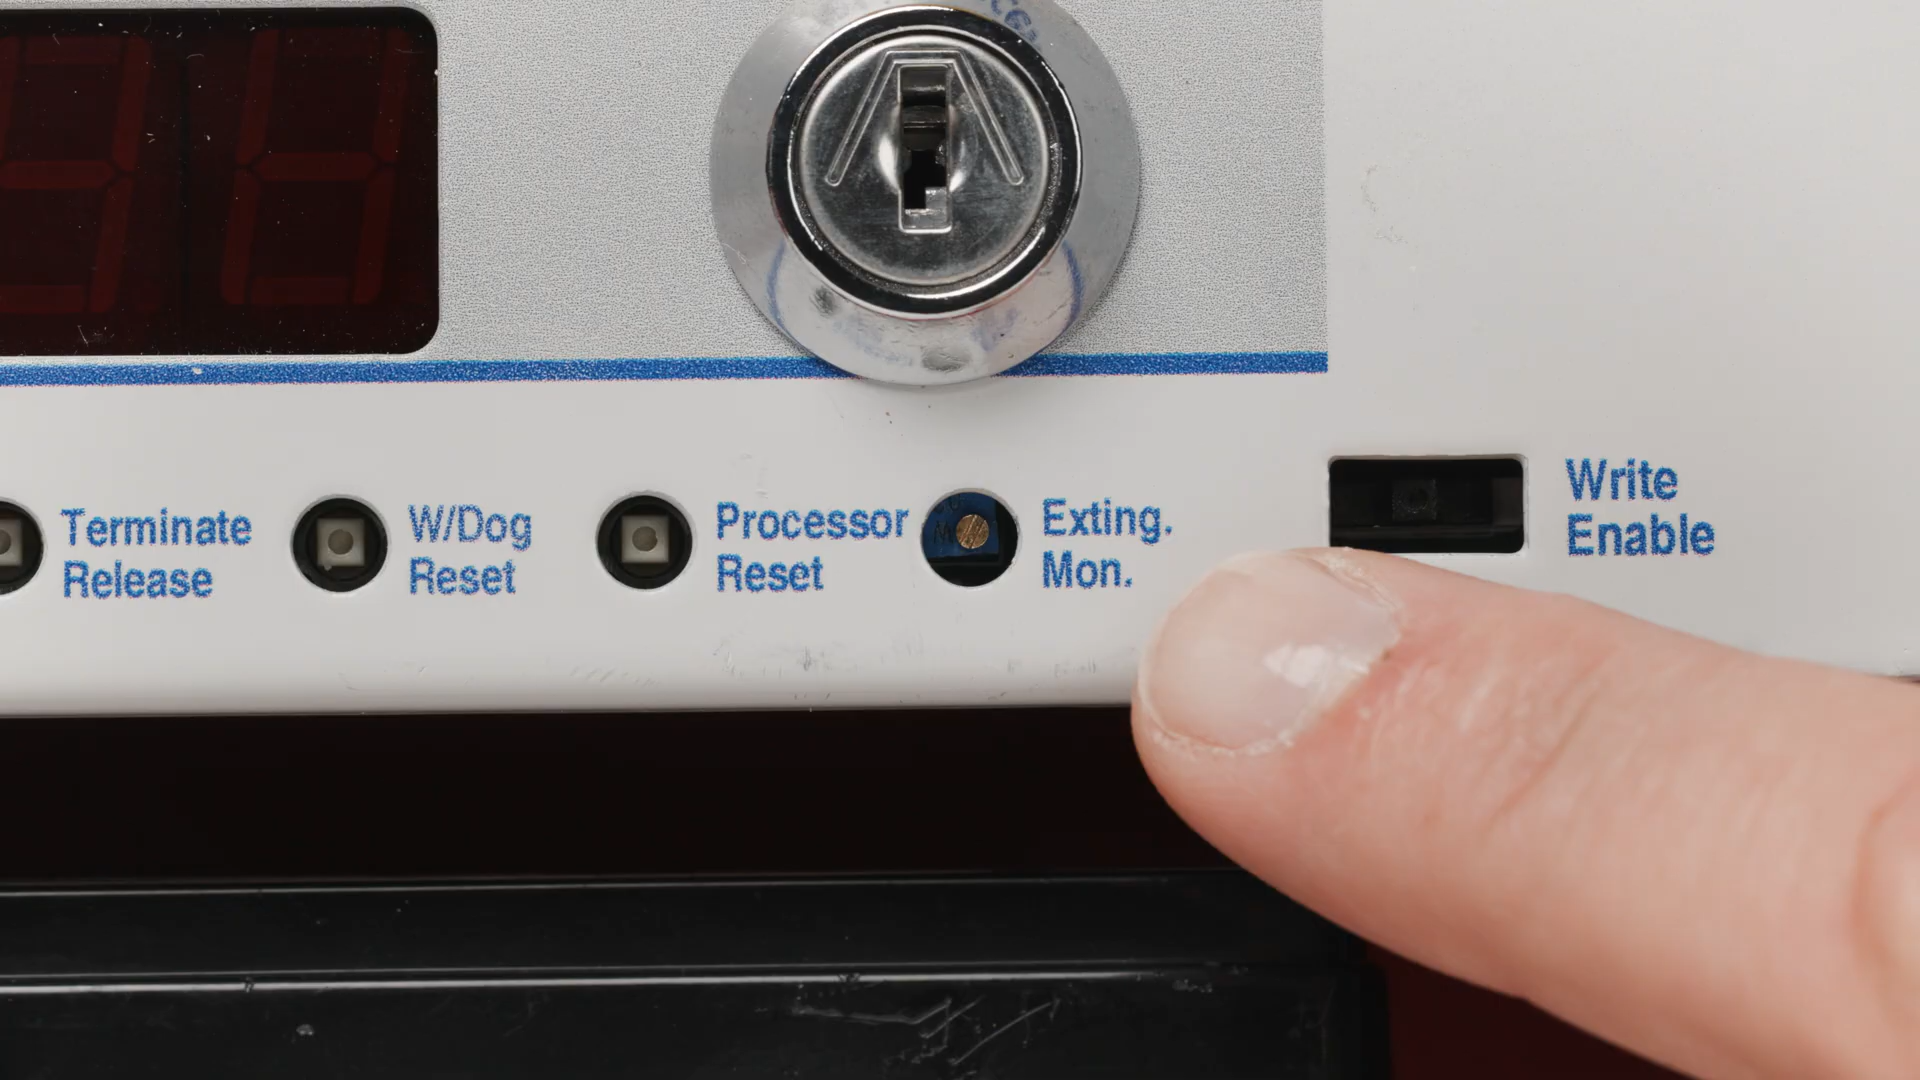 Terminate
Release
W/Dog
Reset
Processor
Reset
Exting.
Mon.
Write
Enable